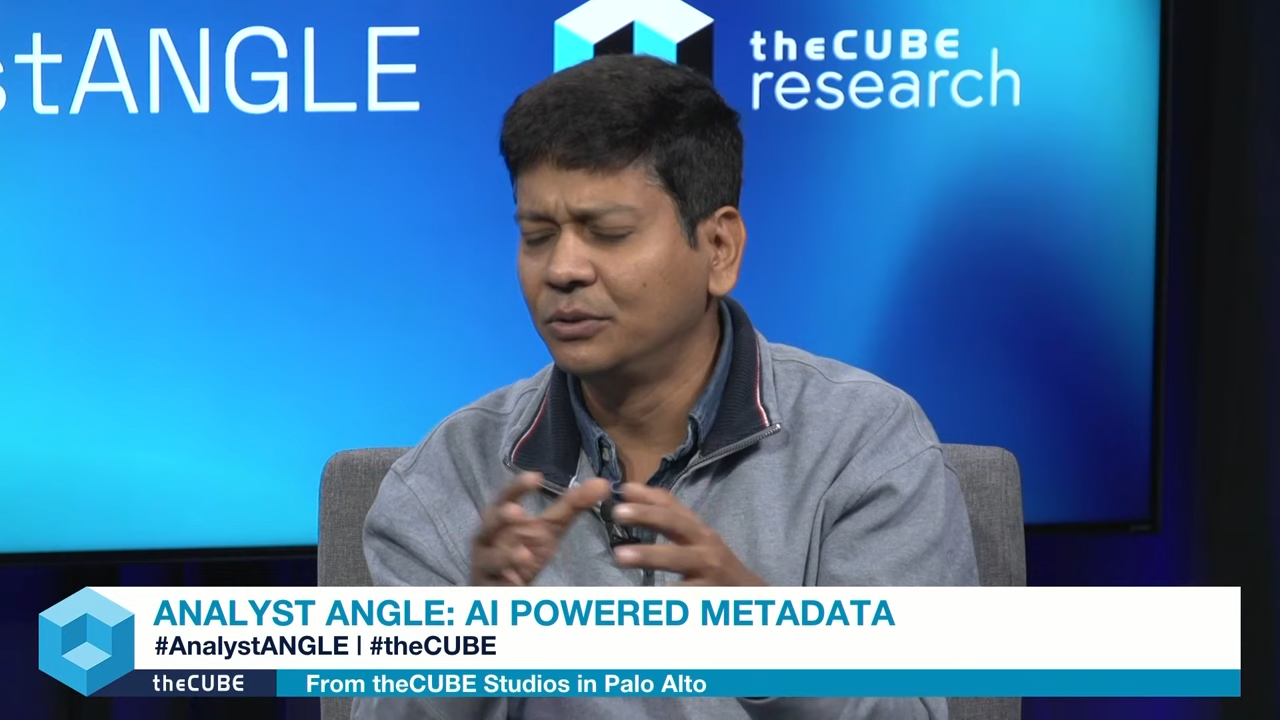 stANGLE
theCUBE
research
ANALYST ANGLE: AI POWERED METADATA
#AnalystANGLE | #theCUBE
theCUBE
From theCUBE Studios in Palo Alto